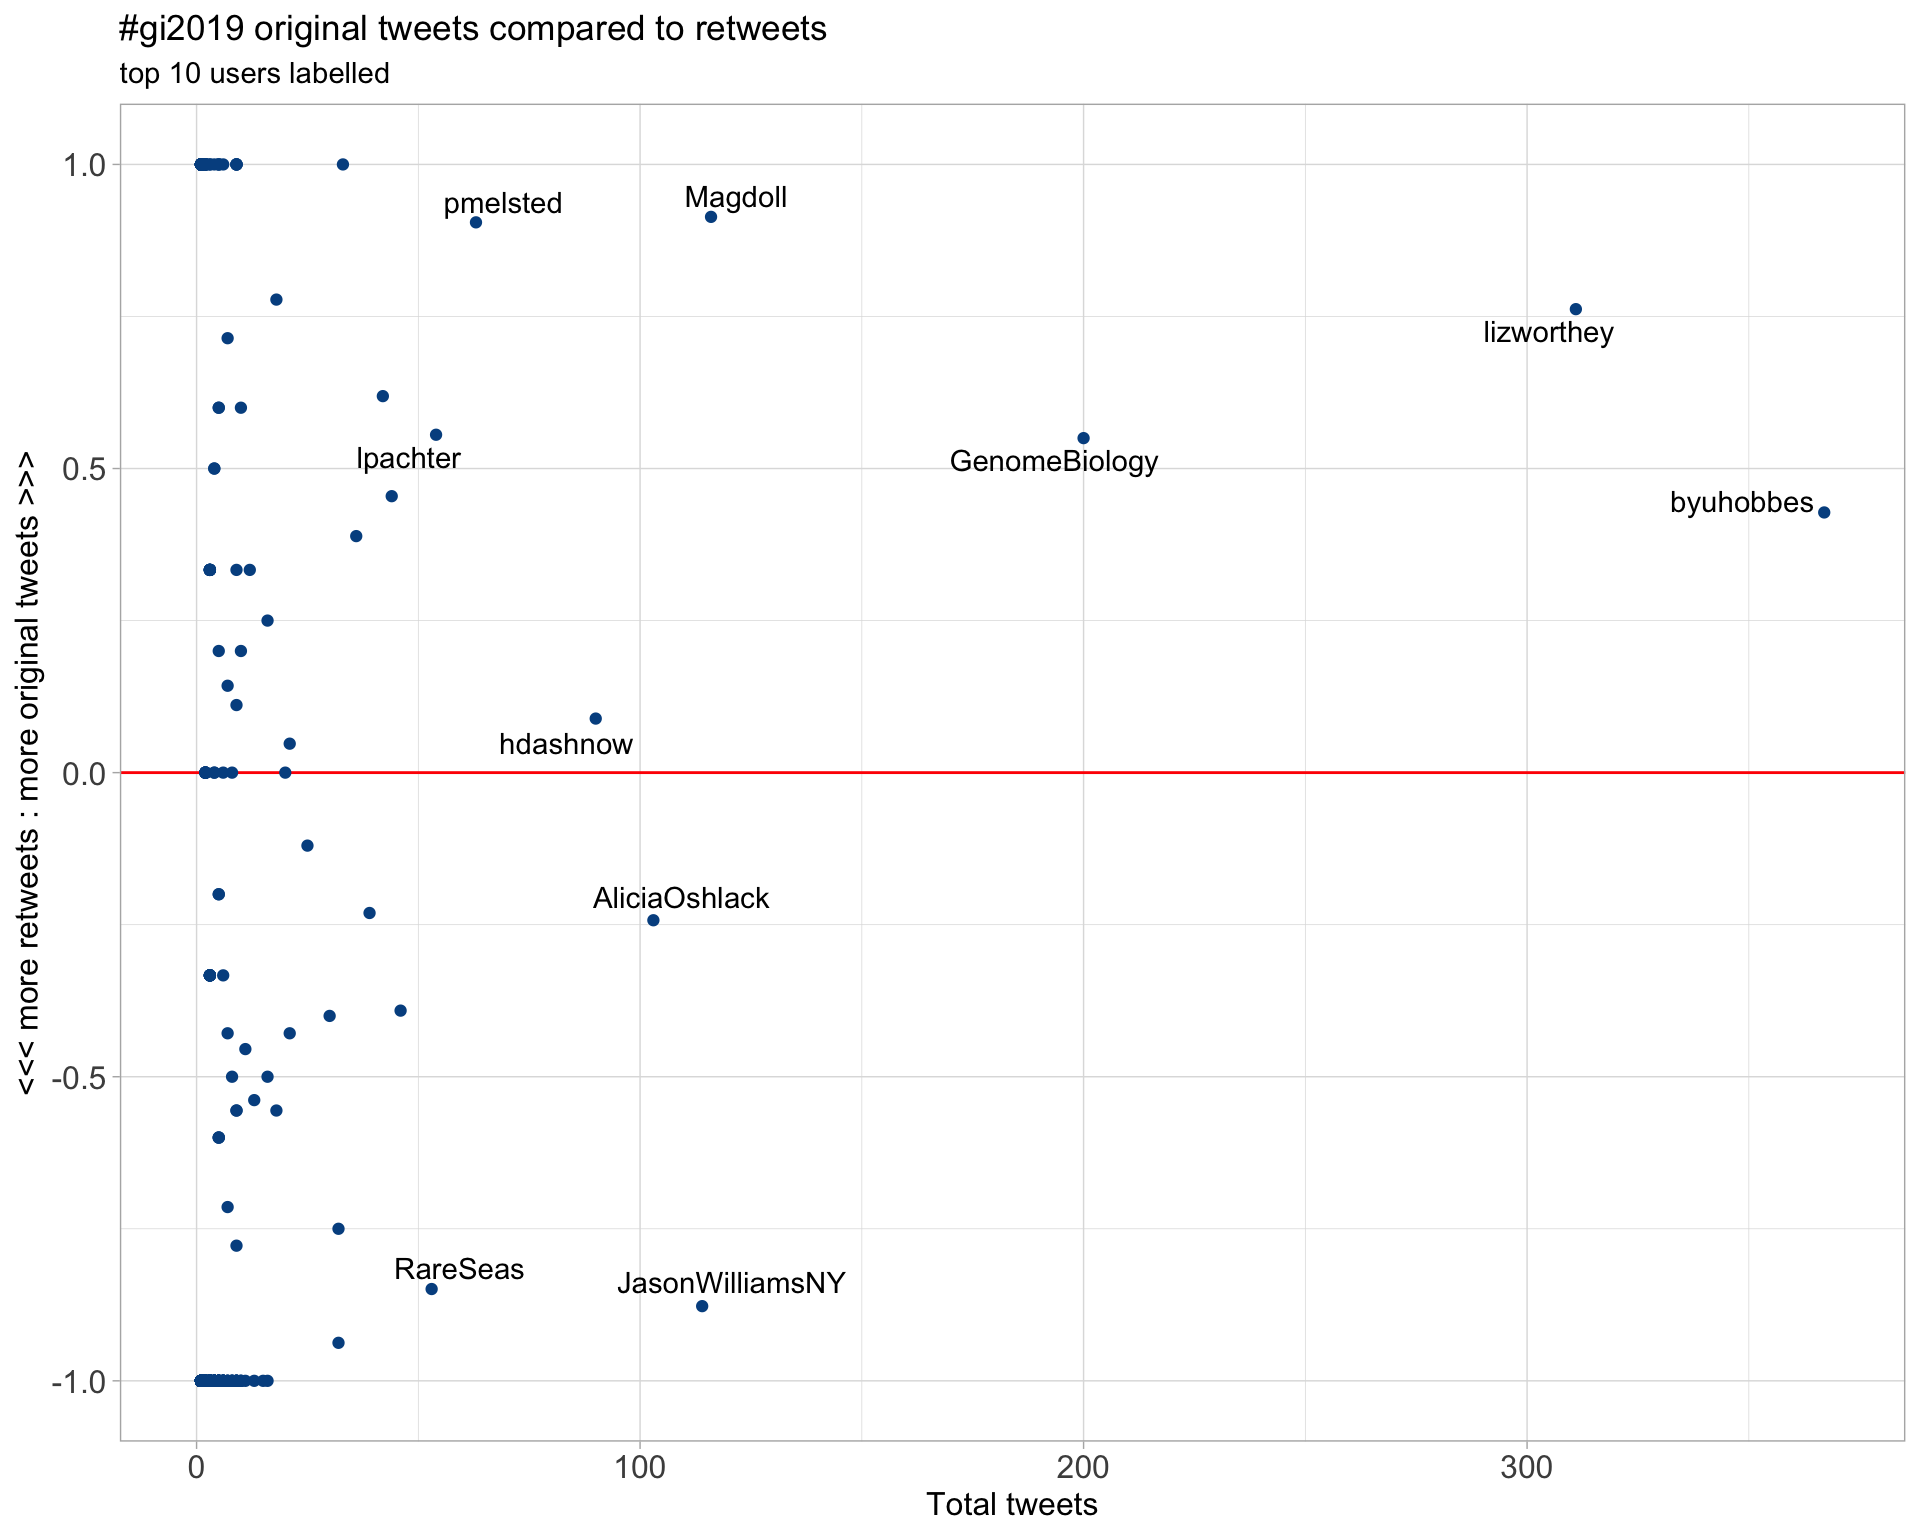 #gi2019 original tweets compared to retweets
top 10 users labelled
<<< more retweets : more original tweets >>>
1.0
0.5
0.0
-0.5
-1.0
pmelsted
Magdoll
lizworthey
lpachter
GenomeBiology
byuhobbes
hdashnow
AliciaOshlack
RareSeas
JasonWilliamsNY
0
100
200
300
Total tweets